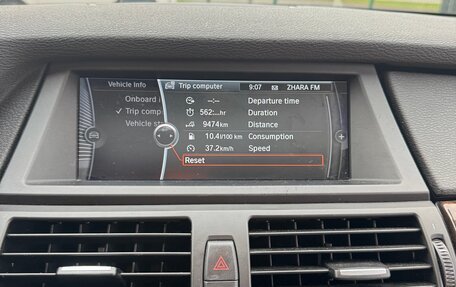 Vehicle Info Trip computer 9:07 ZHARA FM
Onboard --:-- Departure time
✓ Trip comp 562:...hr Duration
Vehicle st 9474km Distance
10.4l/100 km Consumption
37.2km/h Speed
Reset